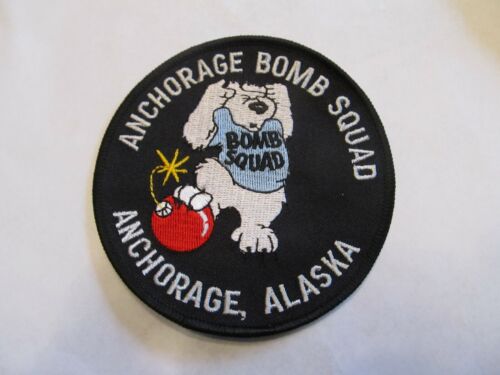 ANCHORAGE BOMB SQUAD
BOMB
SQUAD
ANCHORAGE, ALASKA